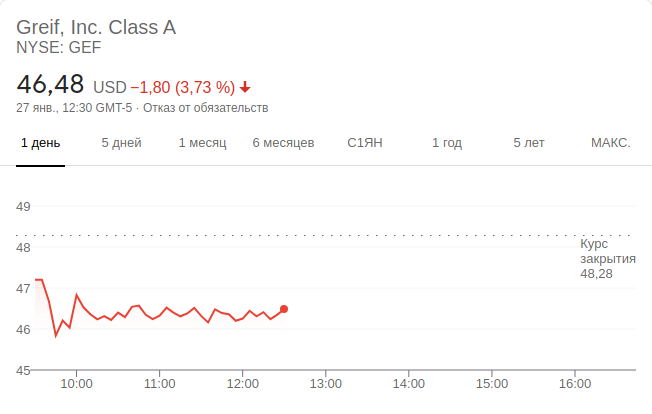 Greif, Inc. Class A
NYSE: GEF
46,48 USD −1,80 (3,73 %)
27 янв., 12:30 GMT-5 · Отказ от обязательств
1 день 5 дней 1 месяц 6 месяцев С1ЯН 1 год 5 лет МАКС.
49
48
47
46
45
Курс
закрытия
48,28
10:00 11:00 12:00 13:00 14:00 15:00 16:00